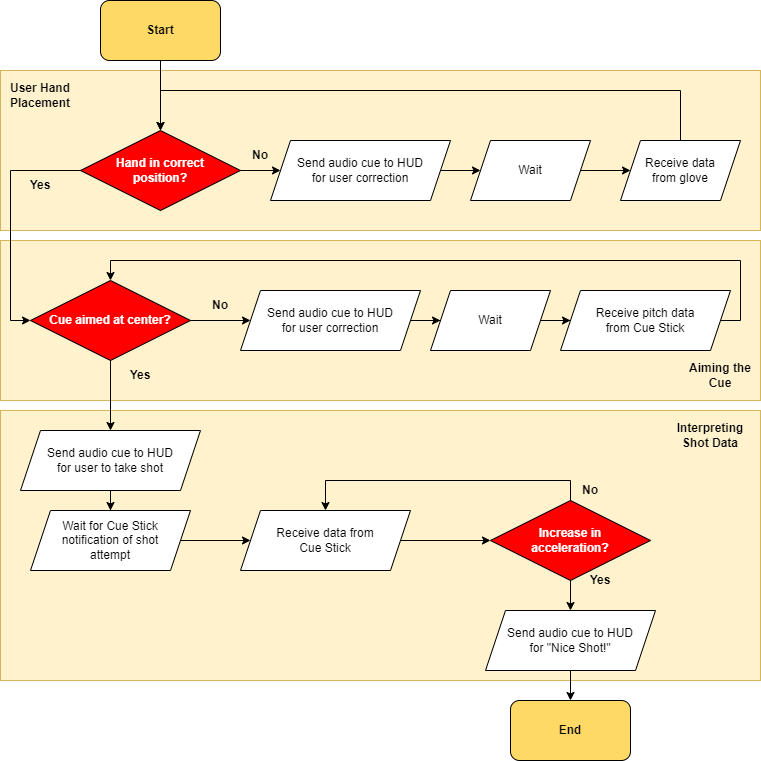 Start
User Hand
Placement
Hand in correct
position?
No
Send audio cue to HUD
for user correction
Wait
Receive data
from glove
Yes
Cue aimed at center?
No
Send audio cue to HUD
for user correction
Wait
Receive pitch data
from Cue Stick
Aiming the
Cue
Yes
Interpreting
Shot Data
Send audio cue to HUD
for user to take shot
Wait for Cue Stick
notification of shot
attempt
Receive data from
Cue Stick
No
Increase in
acceleration?
Yes
Send audio cue to HUD
for "Nice Shot!"
End